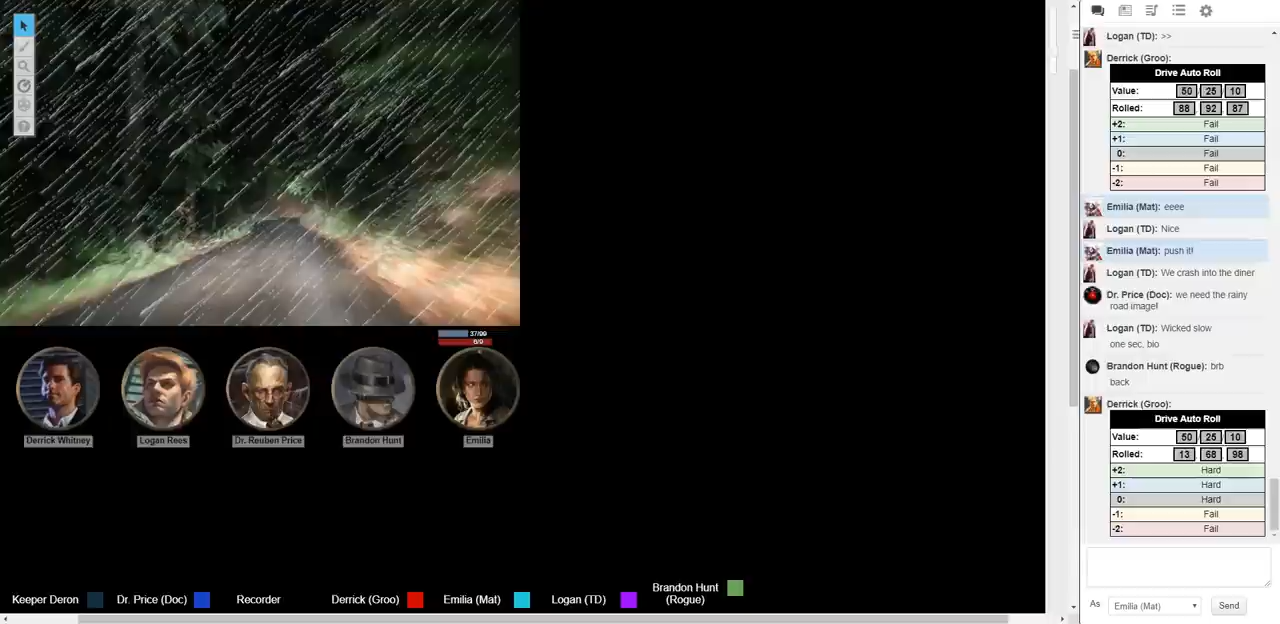 37/99
6/9
Derrick Whitney
Logan Rees
Dr. Reuben Price
Brandon Hunt
Emilia
Keeper Deron
Dr. Price (Doc)
Recorder
Derrick (Groo)
Emilia (Mat)
Logan (TD)
Brandon Hunt
(Rogue)
Logan (TD): >>
Derrick (Groo):
Drive Auto Roll
Value: 50 25 10
Rolled: 88 92 87
+2: Fail
+1: Fail
0: Fail
-1: Fail
-2: Fail
Emilia (Mat): eeee
Logan (TD): Nice
Emilia (Mat): push it!
Logan (TD): We crash into the diner
Dr. Price (Doc): we need the rainy
road image!
Logan (TD): Wicked slow
one sec, bio
Brandon Hunt (Rogue): brb
back
Derrick (Groo):
Drive Auto Roll
Value: 50 25 10
Rolled: 13 68 98
+2: Hard
+1: Hard
0: Hard
-1: Fail
-2: Fail
As Emilia (Mat) Send